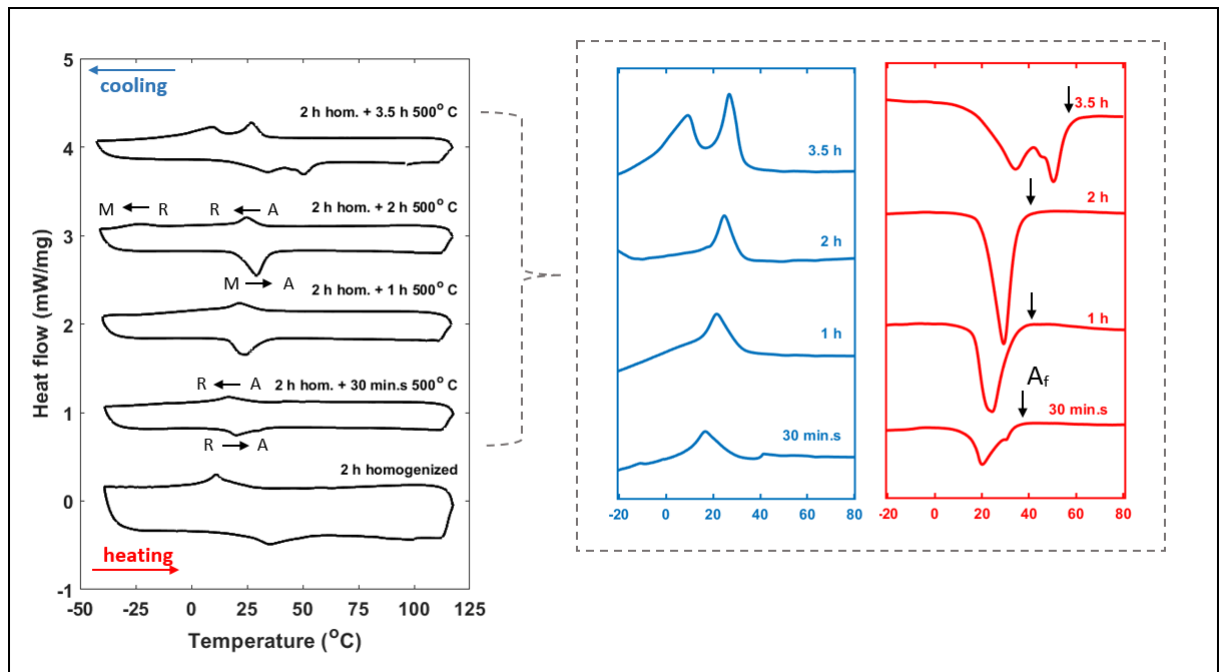 5
cooling
2 h hom. + 3.5 h 500° C
4
M R R A
2 h hom. + 2 h 500° C
3
M A
2 h hom. + 1 h 500° C
2
R A
2 h hom. + 30 min.s 500° C
1
R A
2 h homogenized
0
heating
-1
-50 -25 0 25 50 75 100 125
Temperature (°C)
Heat flow (mW/mg)
3.5 h
2 h
1 h
30 min.s
-20 0 20 40 60 80
3.5 h
2 h
1 h
Af
30 min.s
-20 0 20 40 60 80